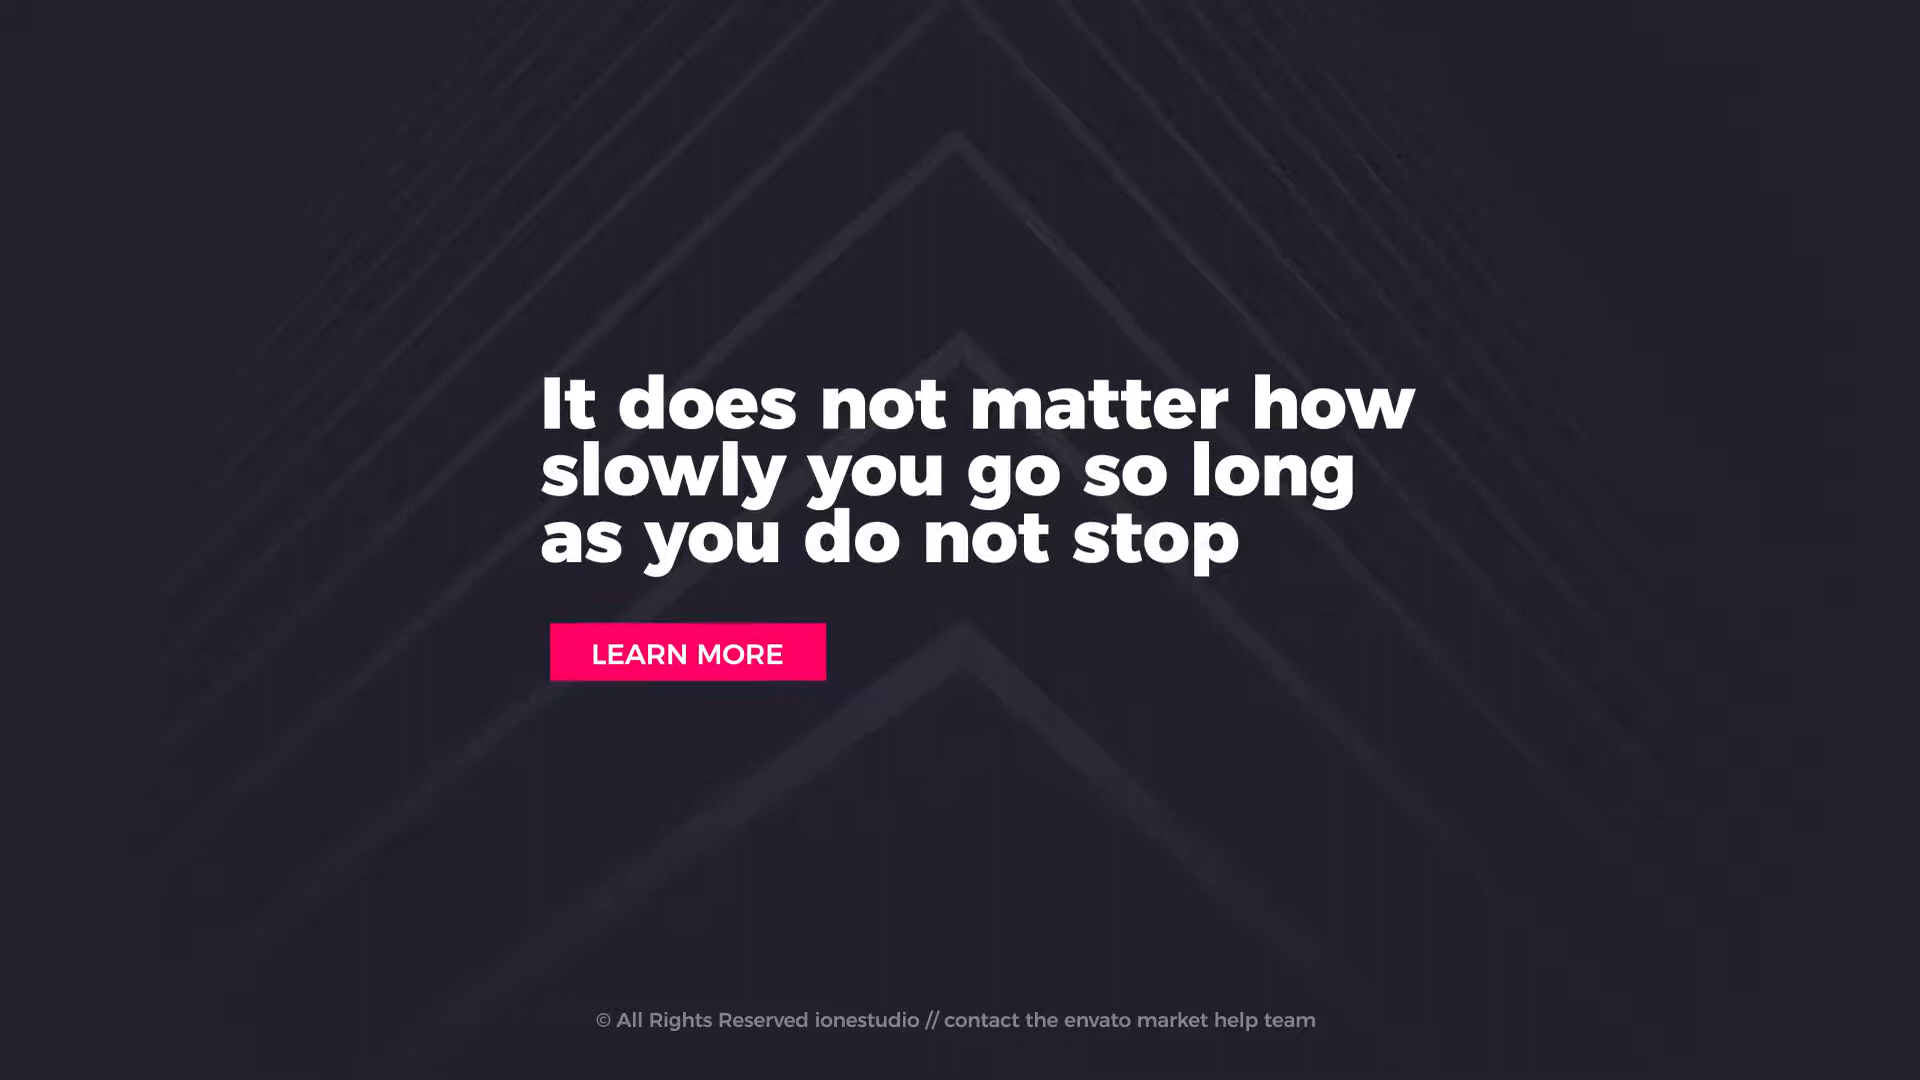 It does not matter how
slowly you go so long
as you do not stop
LEARN MORE
© All Rights Reserved ionestudio // contact the envato market help team